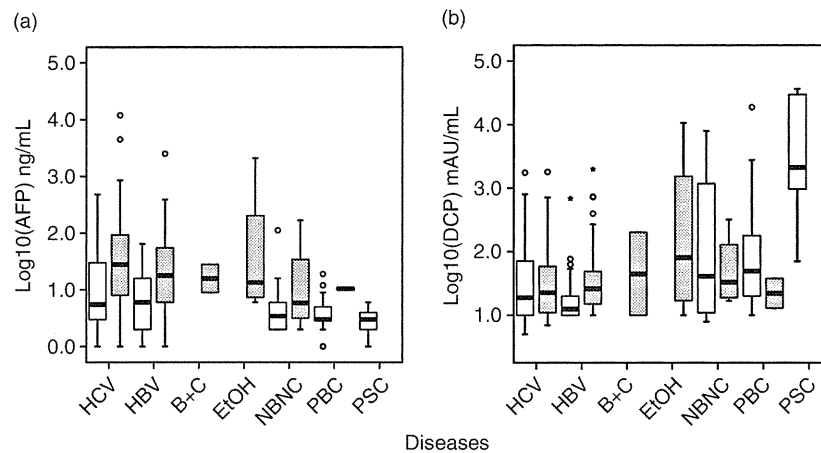 (a)
Log10(AFP) ng/mL
5.0
4.0
3.0
2.0
1.0
0.0
HCV
HBV
B+C
EtOH
NBNC
PBC
PSC
(b)
Log10(DCP) mAU/mL
5.0
4.0
3.0
2.0
1.0
HCV
HBV
B+C
EtOH
NBNC
PBC
PSC
Diseases